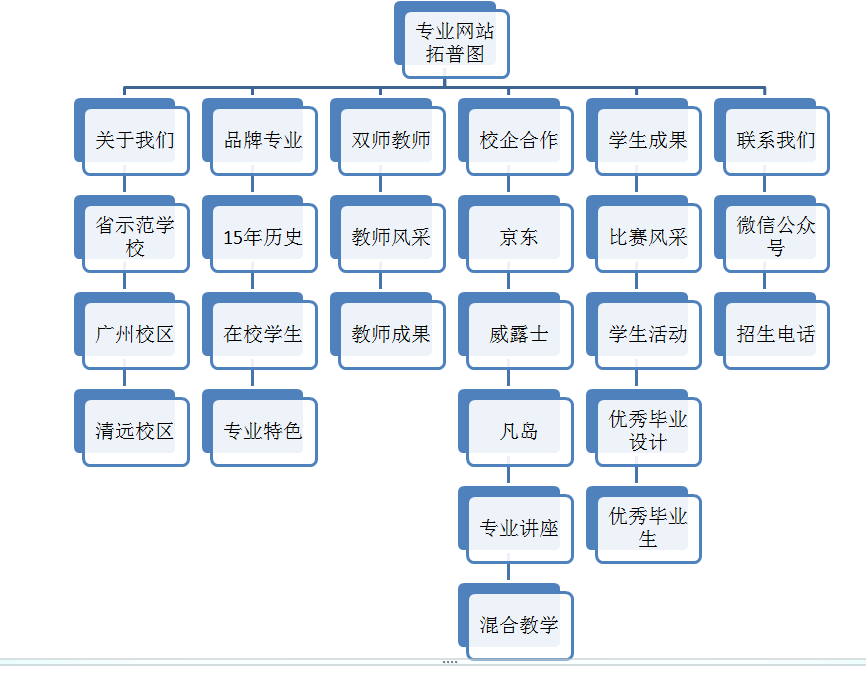 专业网站
拓普图
关于我们
品牌专业
双师教师
校企合作
学生成果
联系我们
省示范学
校
15年历史
教师风采
京东
比赛风采
微信公众
号
广州校区
在校学生
教师成果
威露士
学生活动
招生电话
清远校区
专业特色
凡岛
优秀毕业
设计
专业讲座
优秀毕业
生
混合教学